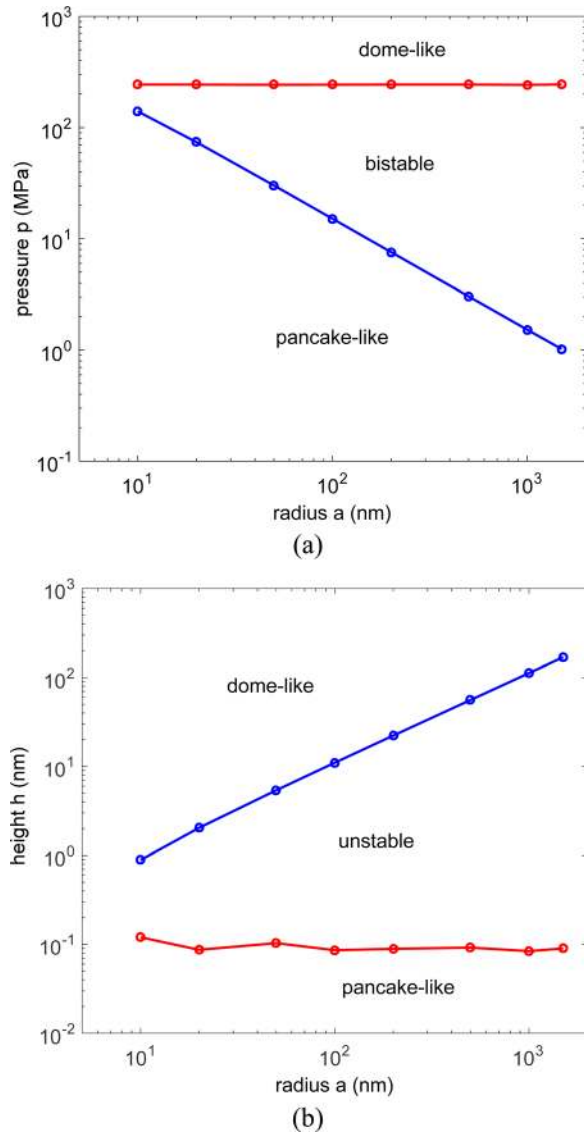 10^3
dome-like
10^2
bistable
pressure p (MPa)
10^1
10^0
pancake-like
10^-1
10^1
10^2
10^3
radius a (nm)
(a)
10^3
10^2
dome-like
10^1
height h (nm)
10^0
unstable
10^-1
pancake-like
10^-2
10^1
10^2
10^3
radius a (nm)
(b)